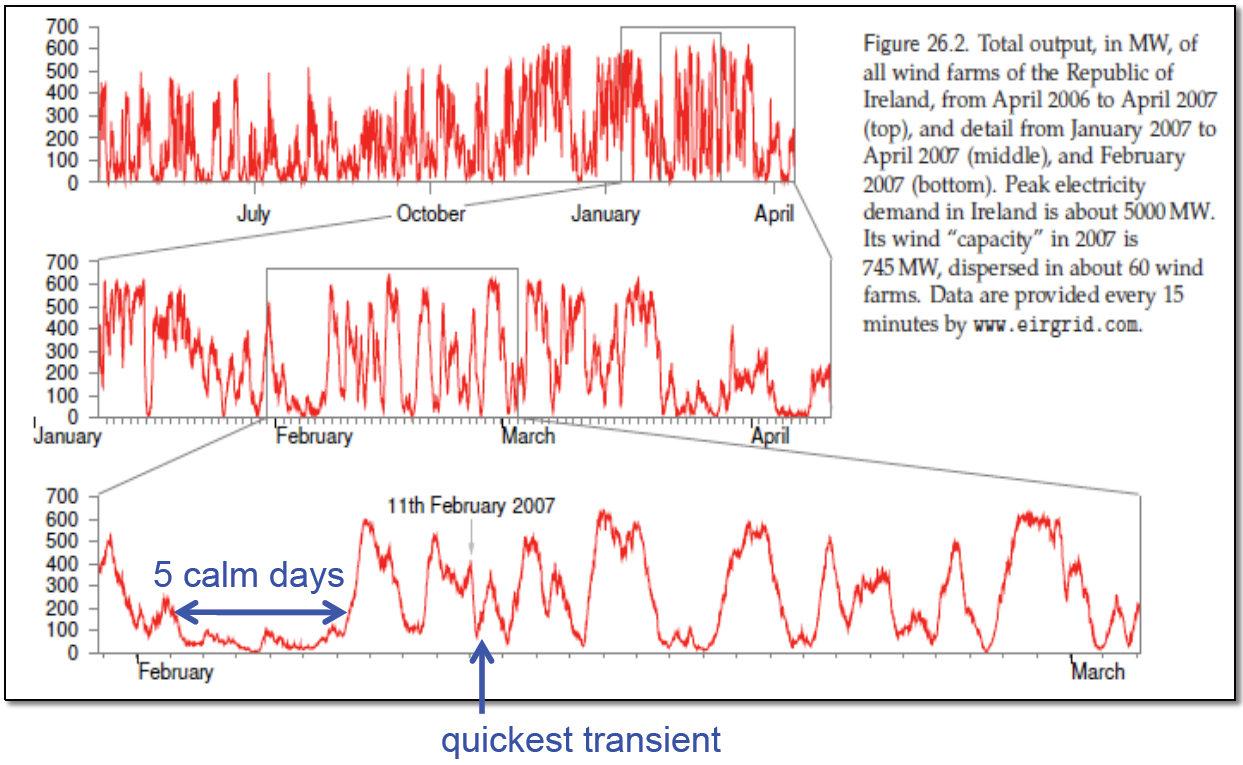 700
600
500
400
300
200
100
0
July October January April
Figure 26.2. Total output, in MW, of
all wind farms of the Republic of
Ireland, from April 2006 to April 2007
(top), and detail from January 2007 to
April 2007 (middle), and February
2007 (bottom). Peak electricity
demand in Ireland is about 5000 MW.
Its wind “capacity” in 2007 is
745 MW, dispersed in about 60 wind
farms. Data are provided every 15
minutes by www.eirgrid.com.
700
600
500
400
300
200
100
0
January February March April
700
600
500
400
300
200
100
0
11th February 2007
5 calm days
February March
quickest transient